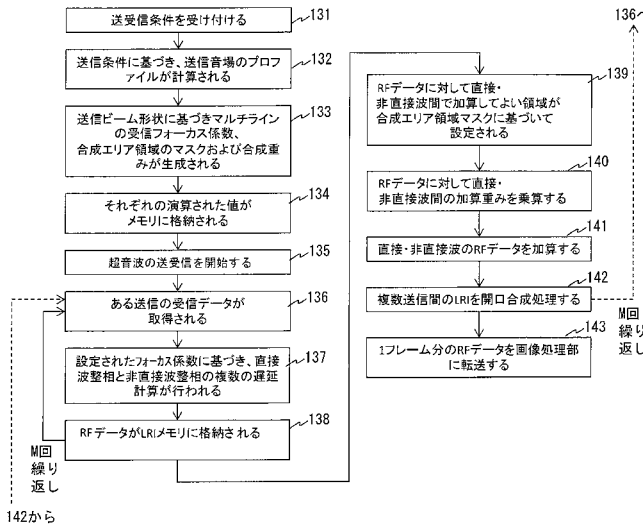 送受信条件を受け付ける
131
送信条件に基づき、送信音場のプロ
ファイルが計算される
132
送信ビーム形状に基づきマルチライン
の受信フォーカス係数、
合成エリア領域のマスクおよび合成重
みが生成される
133
それぞれの演算された値が
メモリに格納される
134
超音波の送受信を開始する
135
ある送信の受信データが
取得される
136
設定されたフォーカス係数に基づき、直接
波整相と非直接波整相の複数の遅延
計算が行われる
137
RFデータがLRIメモリに格納される
138
M回
繰り
返し
142から
136へ
RFデータに対して直接・
非直接波間で加算してよい領域が
合成エリア領域マスクに基づいて
設定される
139
RFデータに対して直接・
非直接波間の加算重みを乗算する
140
直接・非直接波のRFデータを加算する
141
複数送信間のLRIを開口合成処理する
142
M回
繰り
返し
1フレーム分のRFデータを画像処理部
に転送する
143